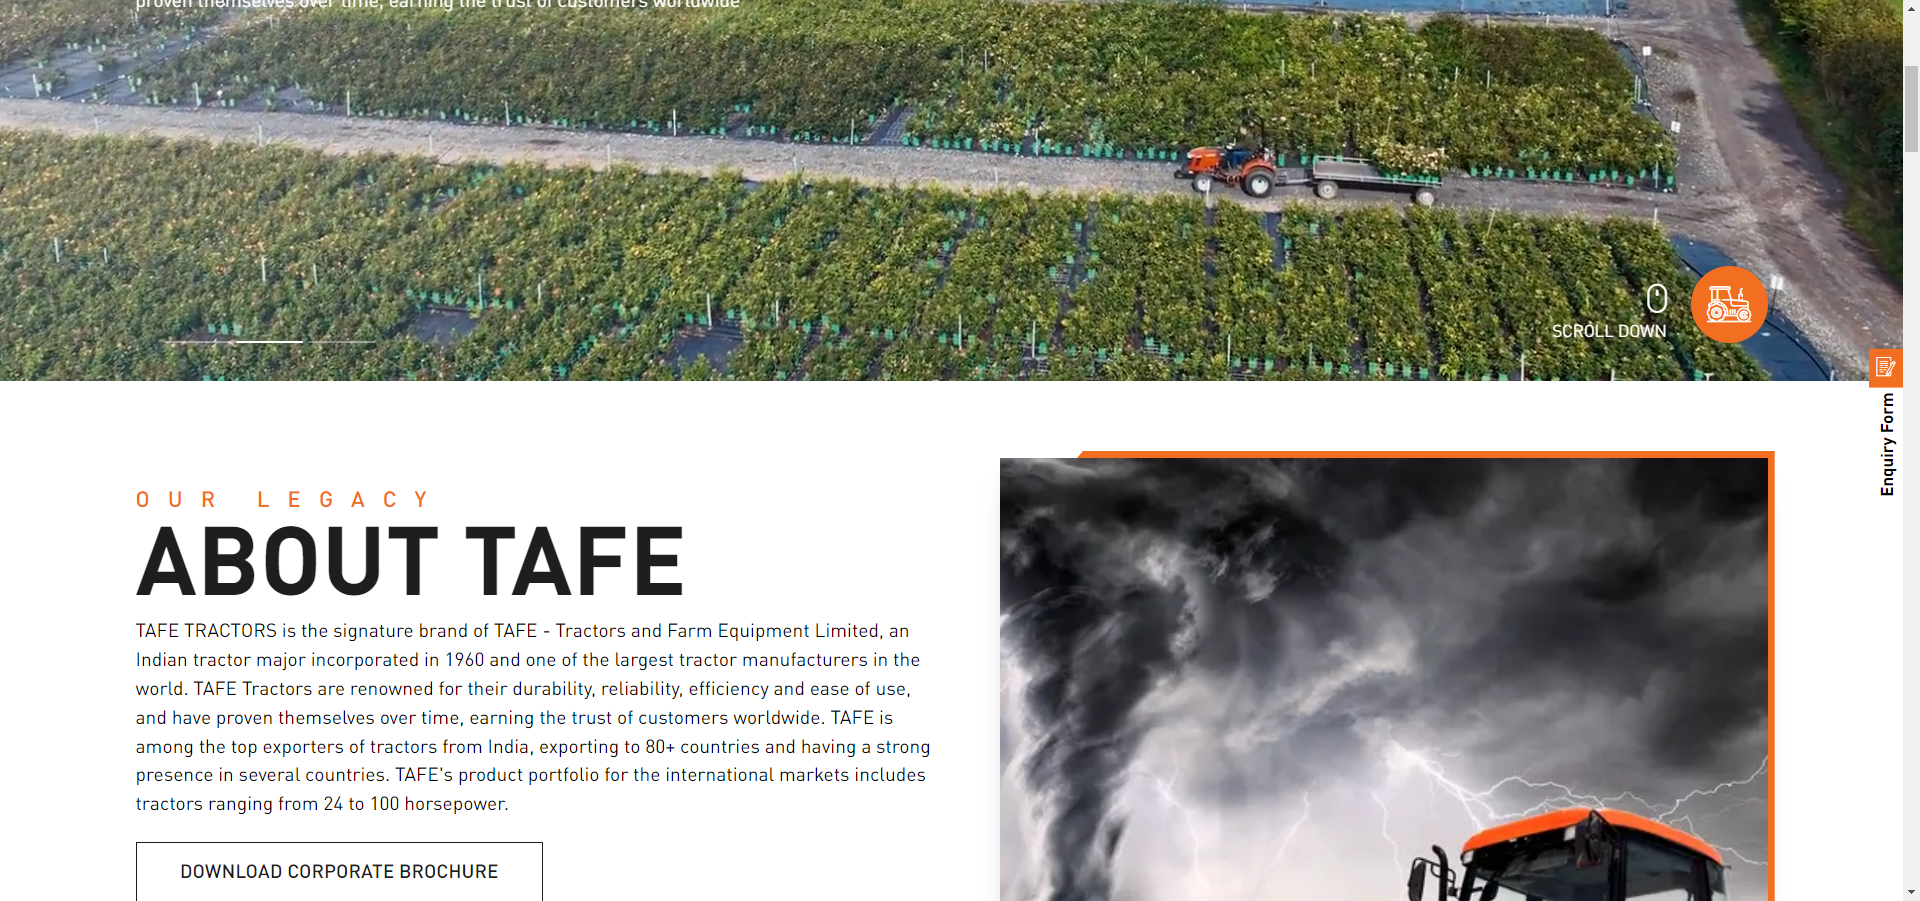 proven themselves over time, earning the trust of customers worldwide
SCROLL DOWN
Enquiry Form
OUR LEGACY
ABOUT TAFE
TAFE TRACTORS is the signature brand of TAFE - Tractors and Farm Equipment Limited, an
Indian tractor major incorporated in 1960 and one of the largest tractor manufacturers in the
world. TAFE Tractors are renowned for their durability, reliability, efficiency and ease of use,
and have proven themselves over time, earning the trust of customers worldwide. TAFE is
among the top exporters of tractors from India, exporting to 80+ countries and having a strong
presence in several countries. TAFE's product portfolio for the international markets includes
tractors ranging from 24 to 100 horsepower.
DOWNLOAD CORPORATE BROCHURE